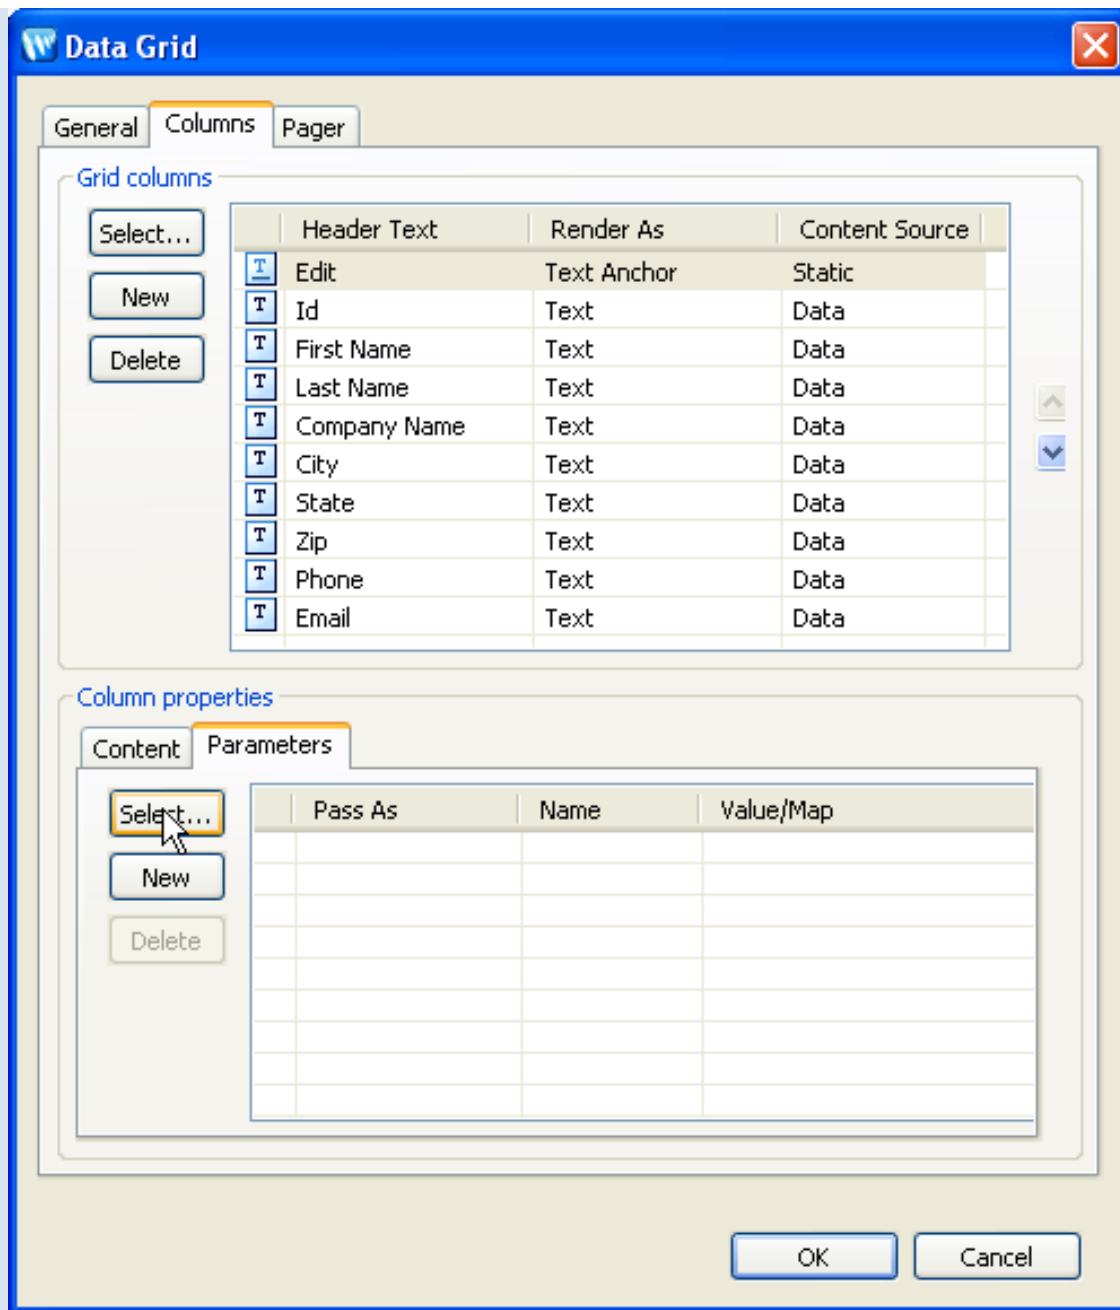 Data Grid
General Columns Pager
Grid columns
Select...
New
Delete
Header Text Render As Content Source
Edit Text Anchor Static
Id Text Data
First Name Text Data
Last Name Text Data
Company Name Text Data
City Text Data
State Text Data
Zip Text Data
Phone Text Data
Email Text Data
Column properties
Content Parameters
Select...
New
Delete
Pass As Name Value/Map
OK Cancel